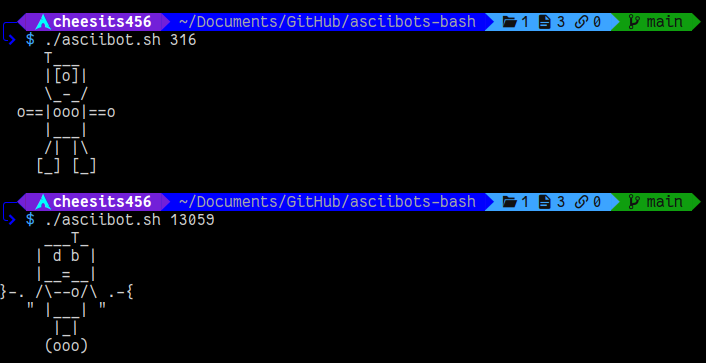 cheesits456 ~/Documents/GitHub/asciibots-bash 1 3 0 main
$ ./asciibot.sh 316
     T___
     |[o]|
     \_-_/
  o==|ooo|==o
     |___|
     /| |\
    [_] [_]
cheesits456 ~/Documents/GitHub/asciibots-bash 1 3 0 main
$ ./asciibot.sh 13059
     ___T_
    | d b |
    |__=__|
}-. /\--o/\ .-{
   " |___| "
      |_|
     (ooo)